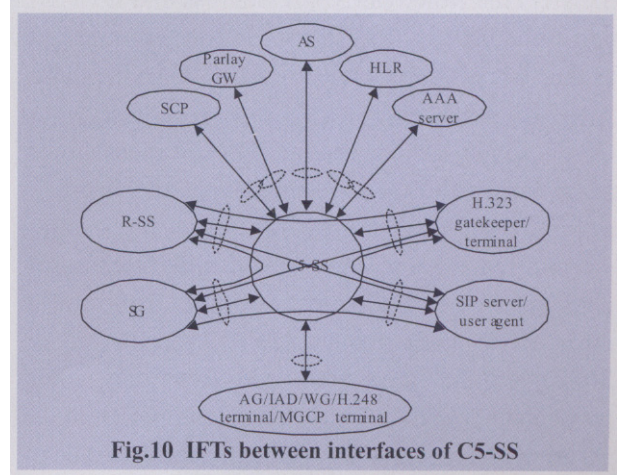 AS
Parlay
GW
HLR
SCP
AAA
server
R-SS
H.323
gatekeeper/
terminal
C5-SS
SG
SIP server/
user agent
AG/IAD/WG/H.248
terminal/MGCP terminal
Fig.10 IFTs between interfaces of C5-SS